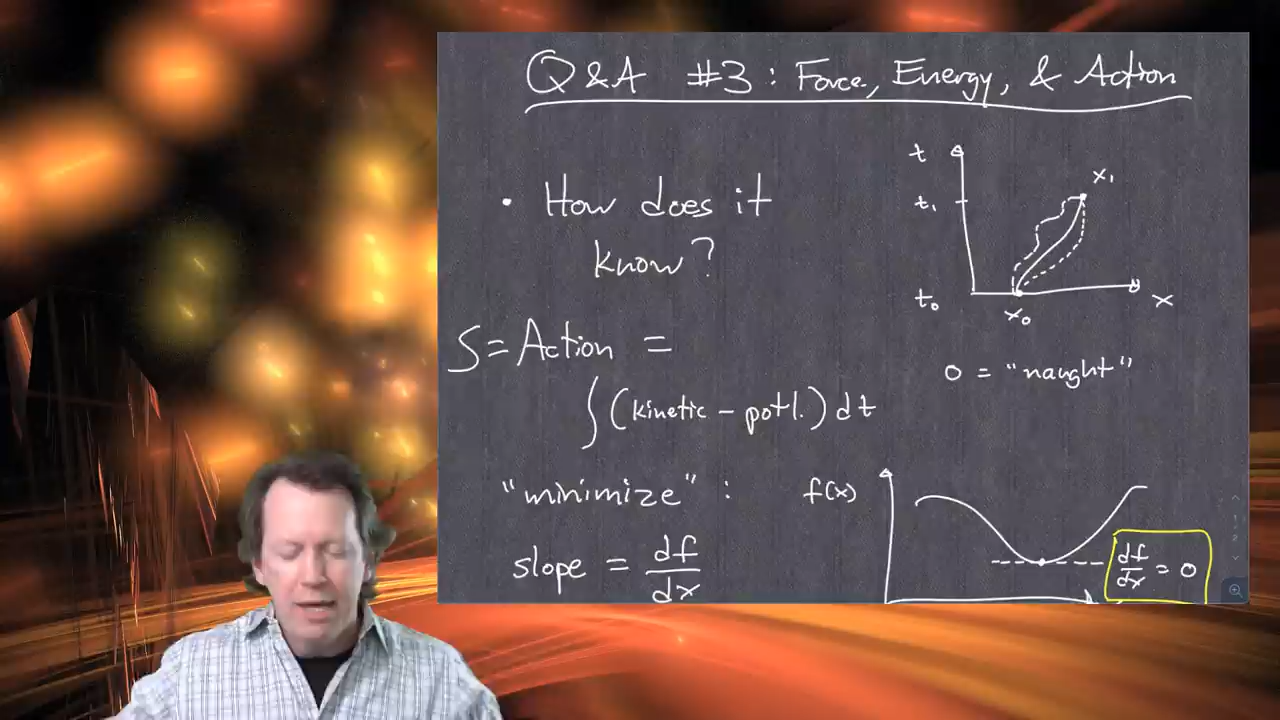 Q&A #3: Force, Energy, & Action
• How does it
know?
t
t₁
x₁
t₀
x₀
x
S = Action =
0 = "naught"
∫(kinetic - pot'l.) dt
"minimize" :
f(x)
slope = df/dx
df/dx = 0